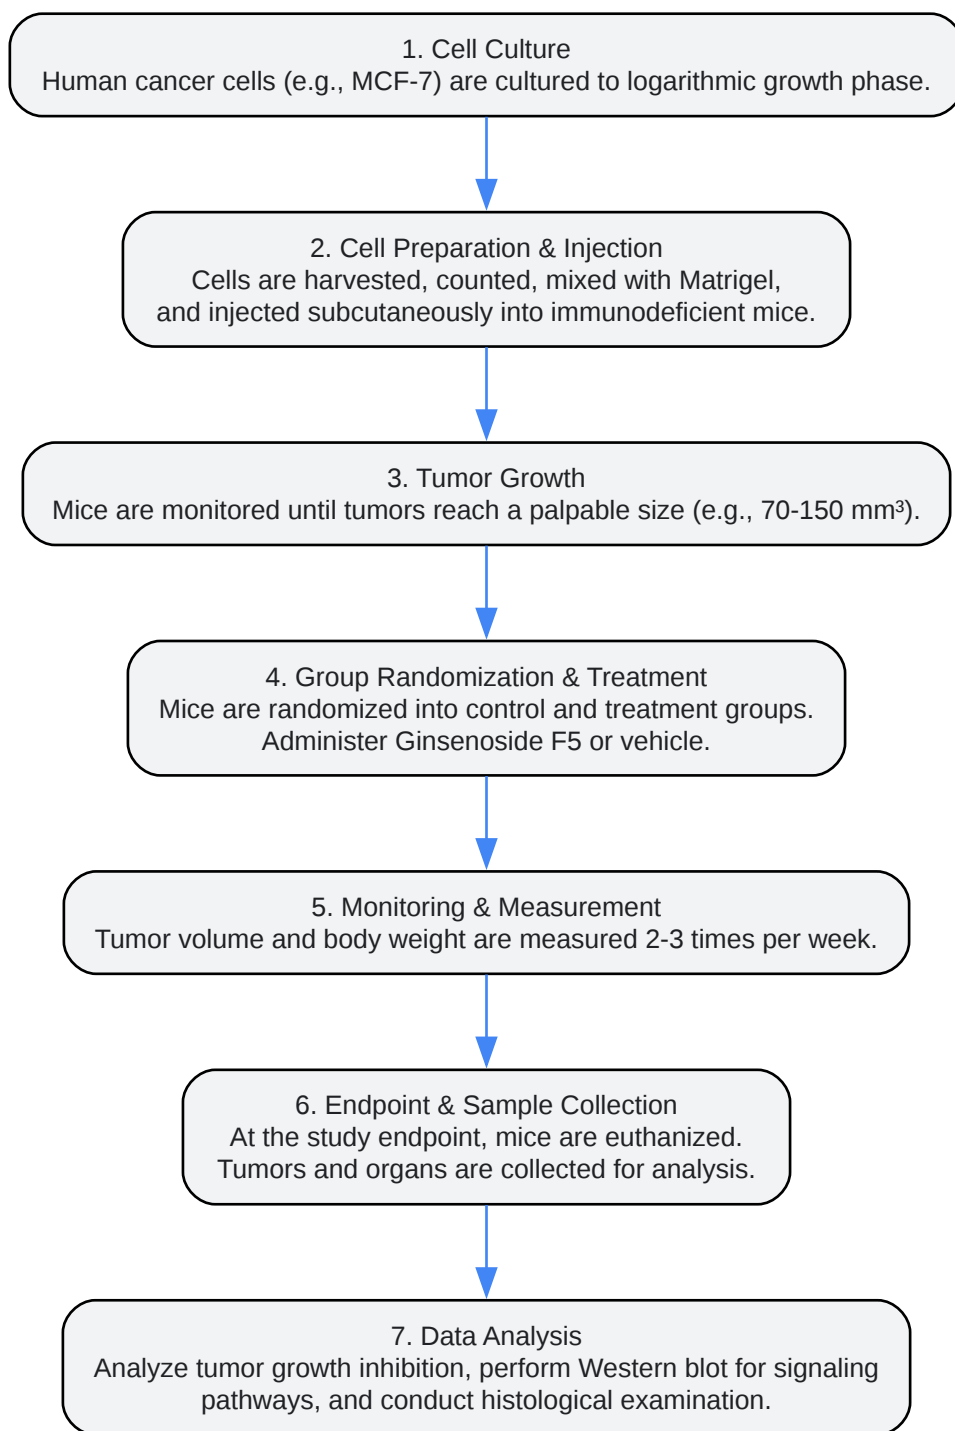 1. Cell Culture
Human cancer cells (e.g., MCF-7) are cultured to logarithmic growth phase.
2. Cell Preparation & Injection
Cells are harvested, counted, mixed with Matrigel,
and injected subcutaneously into immunodeficient mice.
3. Tumor Growth
Mice are monitored until tumors reach a palpable size (e.g., 70-150 mm³).
4. Group Randomization & Treatment
Mice are randomized into control and treatment groups.
Administer Ginsenoside F5 or vehicle.
5. Monitoring & Measurement
Tumor volume and body weight are measured 2-3 times per week.
6. Endpoint & Sample Collection
At the study endpoint, mice are euthanized.
Tumors and organs are collected for analysis.
7. Data Analysis
Analyze tumor growth inhibition, perform Western blot for signaling
pathways, and conduct histological examination.